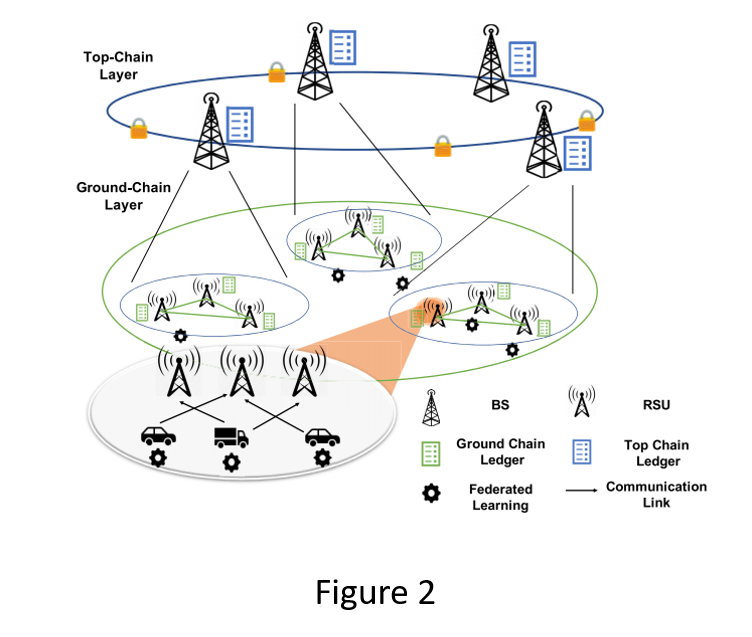 Top-Chain
Layer
Ground-Chain
Layer
BS
RSU
Ground Chain
Ledger
Top Chain
Ledger
Federated
Learning
Communication
Link
Figure 2